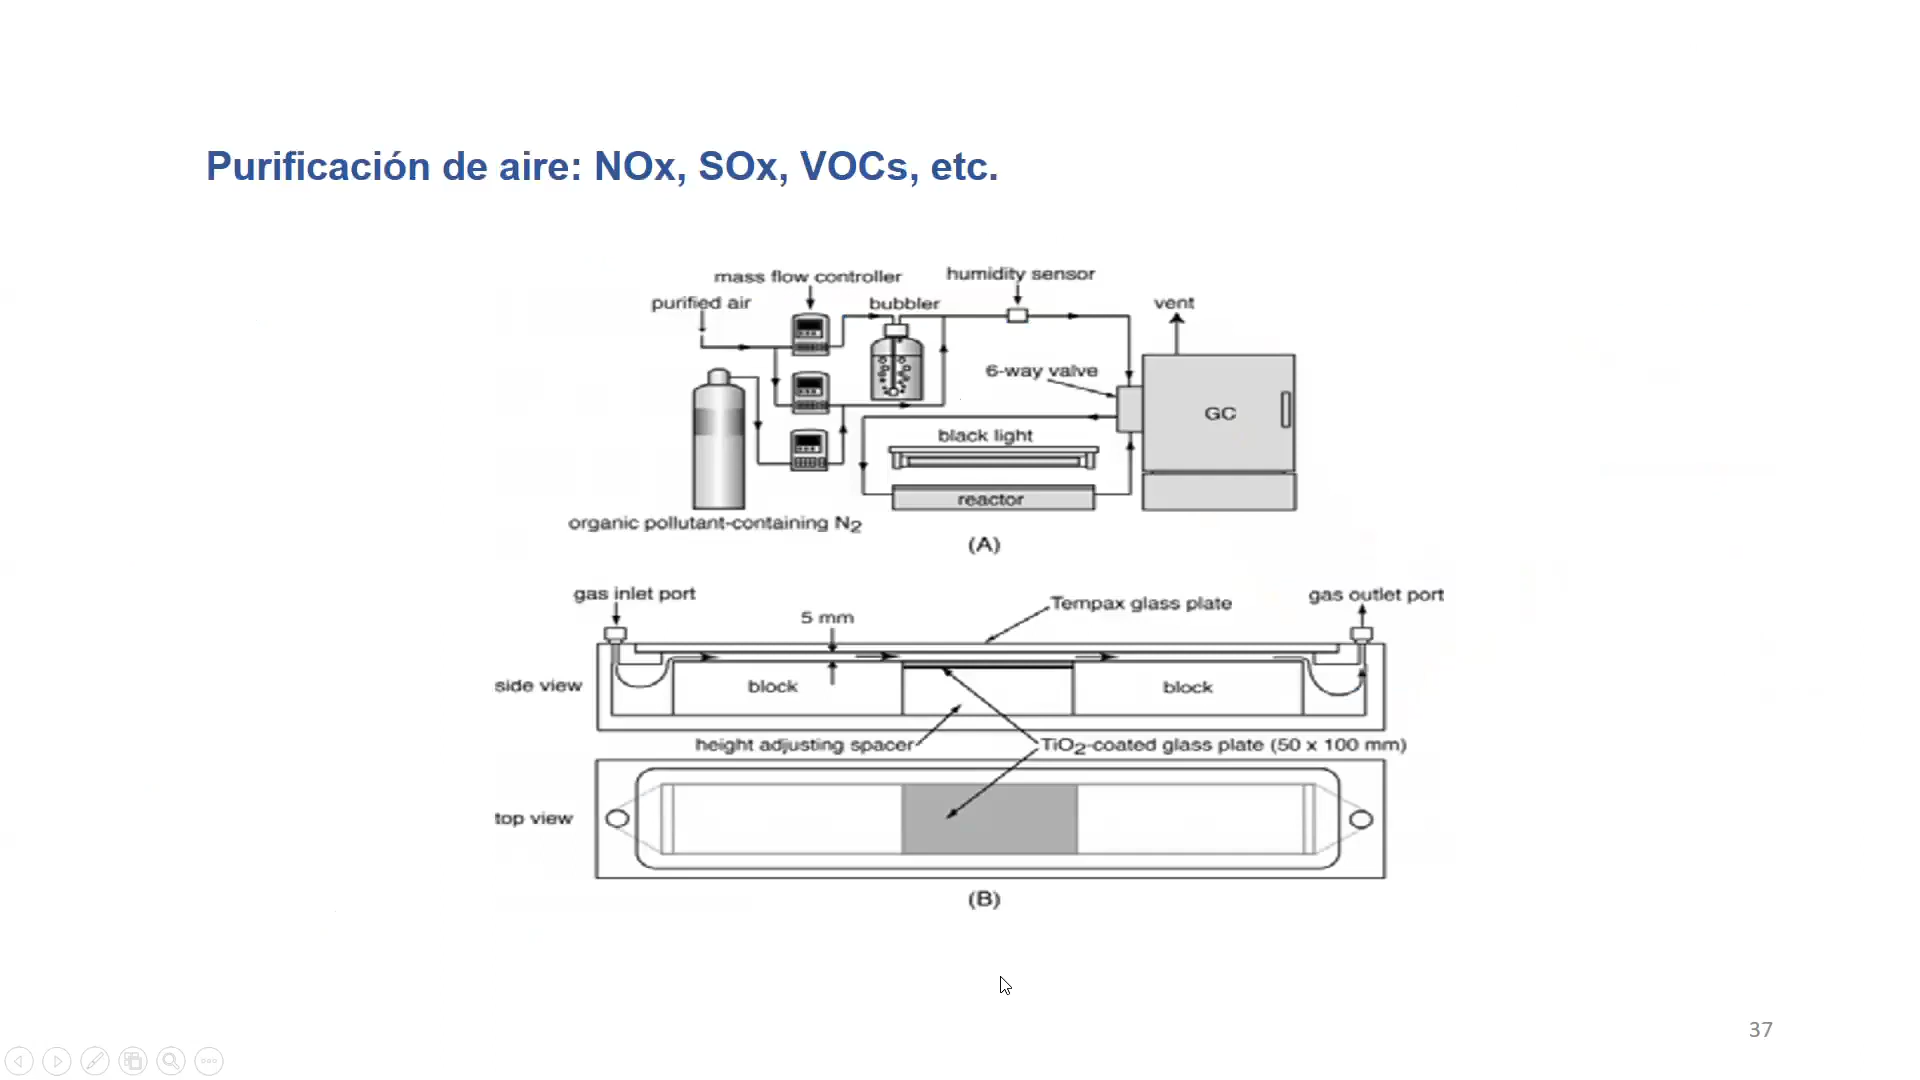 Purificación de aire: NOx, SOx, VOCs, etc.
mass flow controller
humidity sensor
purified air
bubbler
vent
6-way valve
GC
black light
reactor
organic pollutant-containing N2
(A)
gas inlet port
gas outlet port
5 mm
Tempax glass plate
side view
block
block
height adjusting spacer
TiO2-coated glass plate (50 x 100 mm)
top view
(B)
37